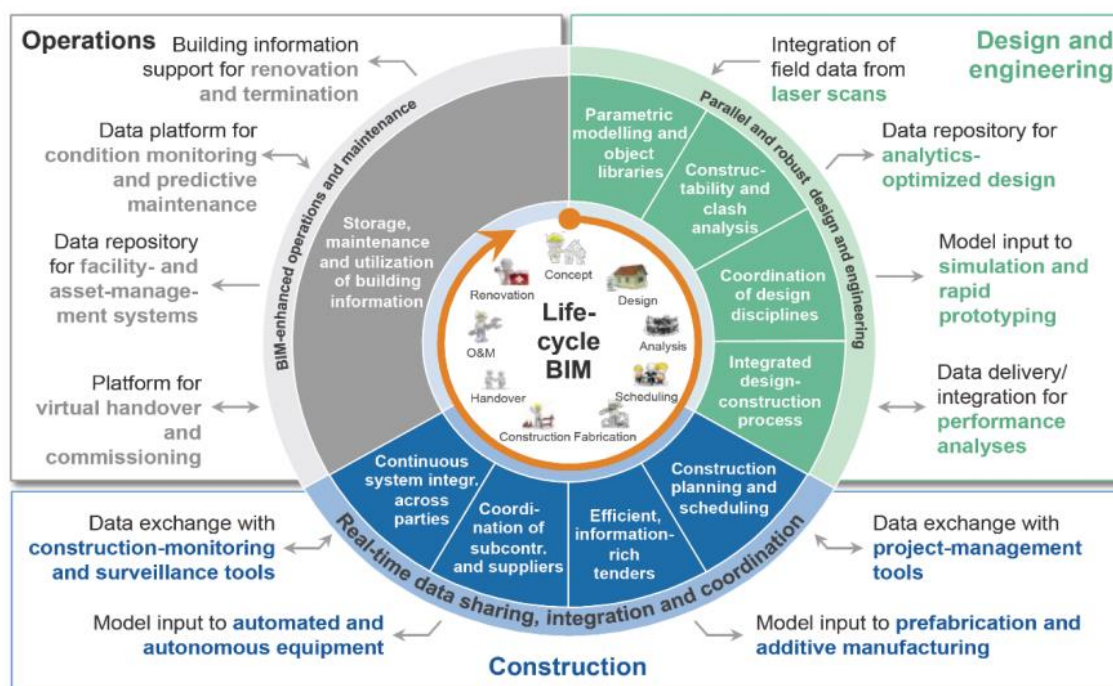 Operations
Building information
support for renovation
and termination
Data platform for
condition monitoring
and predictive
maintenance
Data repository
for facility- and
asset-manage-
ment systems
Platform for
virtual handover
and
commissioning
BIM-enhanced operations and maintenance
Storage,
maintenance
and utilization
of building
information
Design and
engineering
Integration of
field data from
laser scans
Data repository for
analytics-
optimized design
Model input to
simulation and
rapid
prototyping
Data delivery/
integration for
performance
analyses
Parallel and robust design and engineering
Parametric
modelling and
object
libraries
Construc-
tability and
clash
analysis
Coordination
of design
disciplines
Integrated
design-
construction
process
Life-
cycle
BIM
Concept
Design
Analysis
Scheduling
Fabrication
Construction
Handover
O&M
Renovation
Continuous
system integr.
across
parties
Coordi-
nation of
subcontr.
and suppliers
Efficient,
information-
rich
tenders
Construction
planning and
scheduling
Real-time data sharing, integration and coordination
Data exchange with
construction-monitoring
and surveillance tools
Model input to automated and
autonomous equipment
Data exchange with
project-management
tools
Model input to prefabrication and
additive manufacturing
Construction